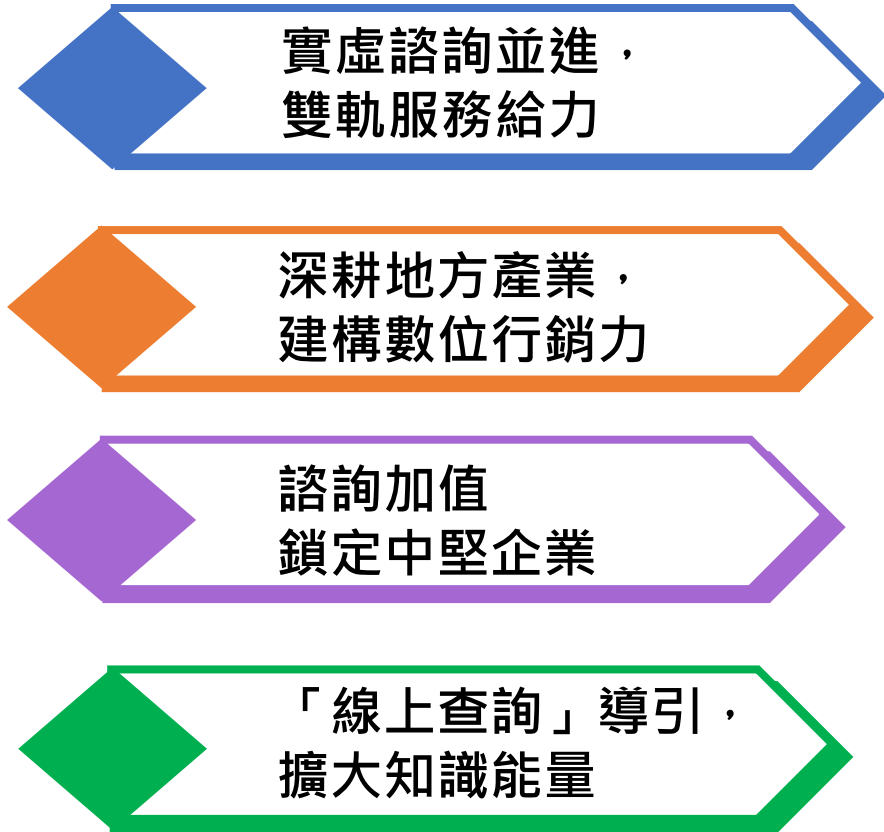 實虛諮詢並進，
雙軌服務給力
深耕地方產業，
建構數位行銷力
諮詢加值
鎖定中堅企業
「線上查詢」導引，
擴大知識能量